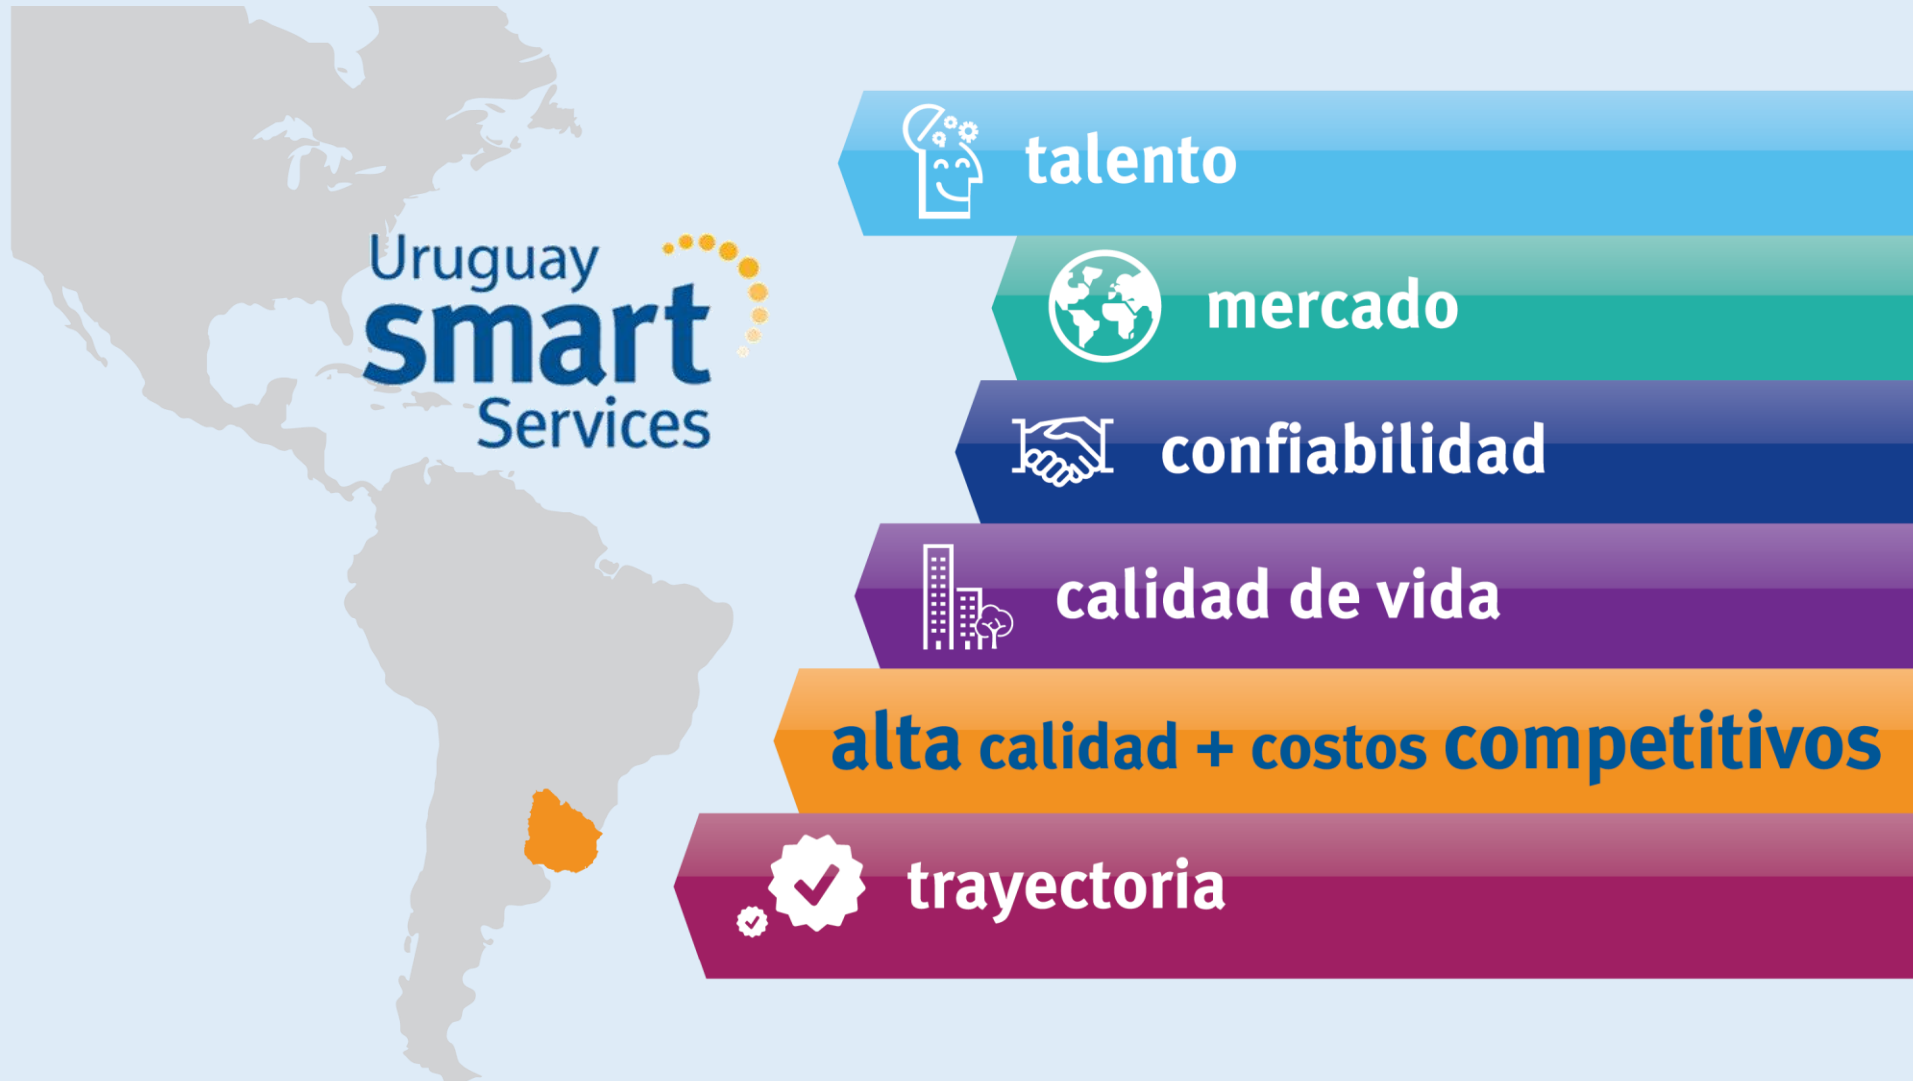 Uruguay
smart
Services
talento
mercado
confiabilidad
calidad de vida
alta calidad + costos competitivos
trayectoria